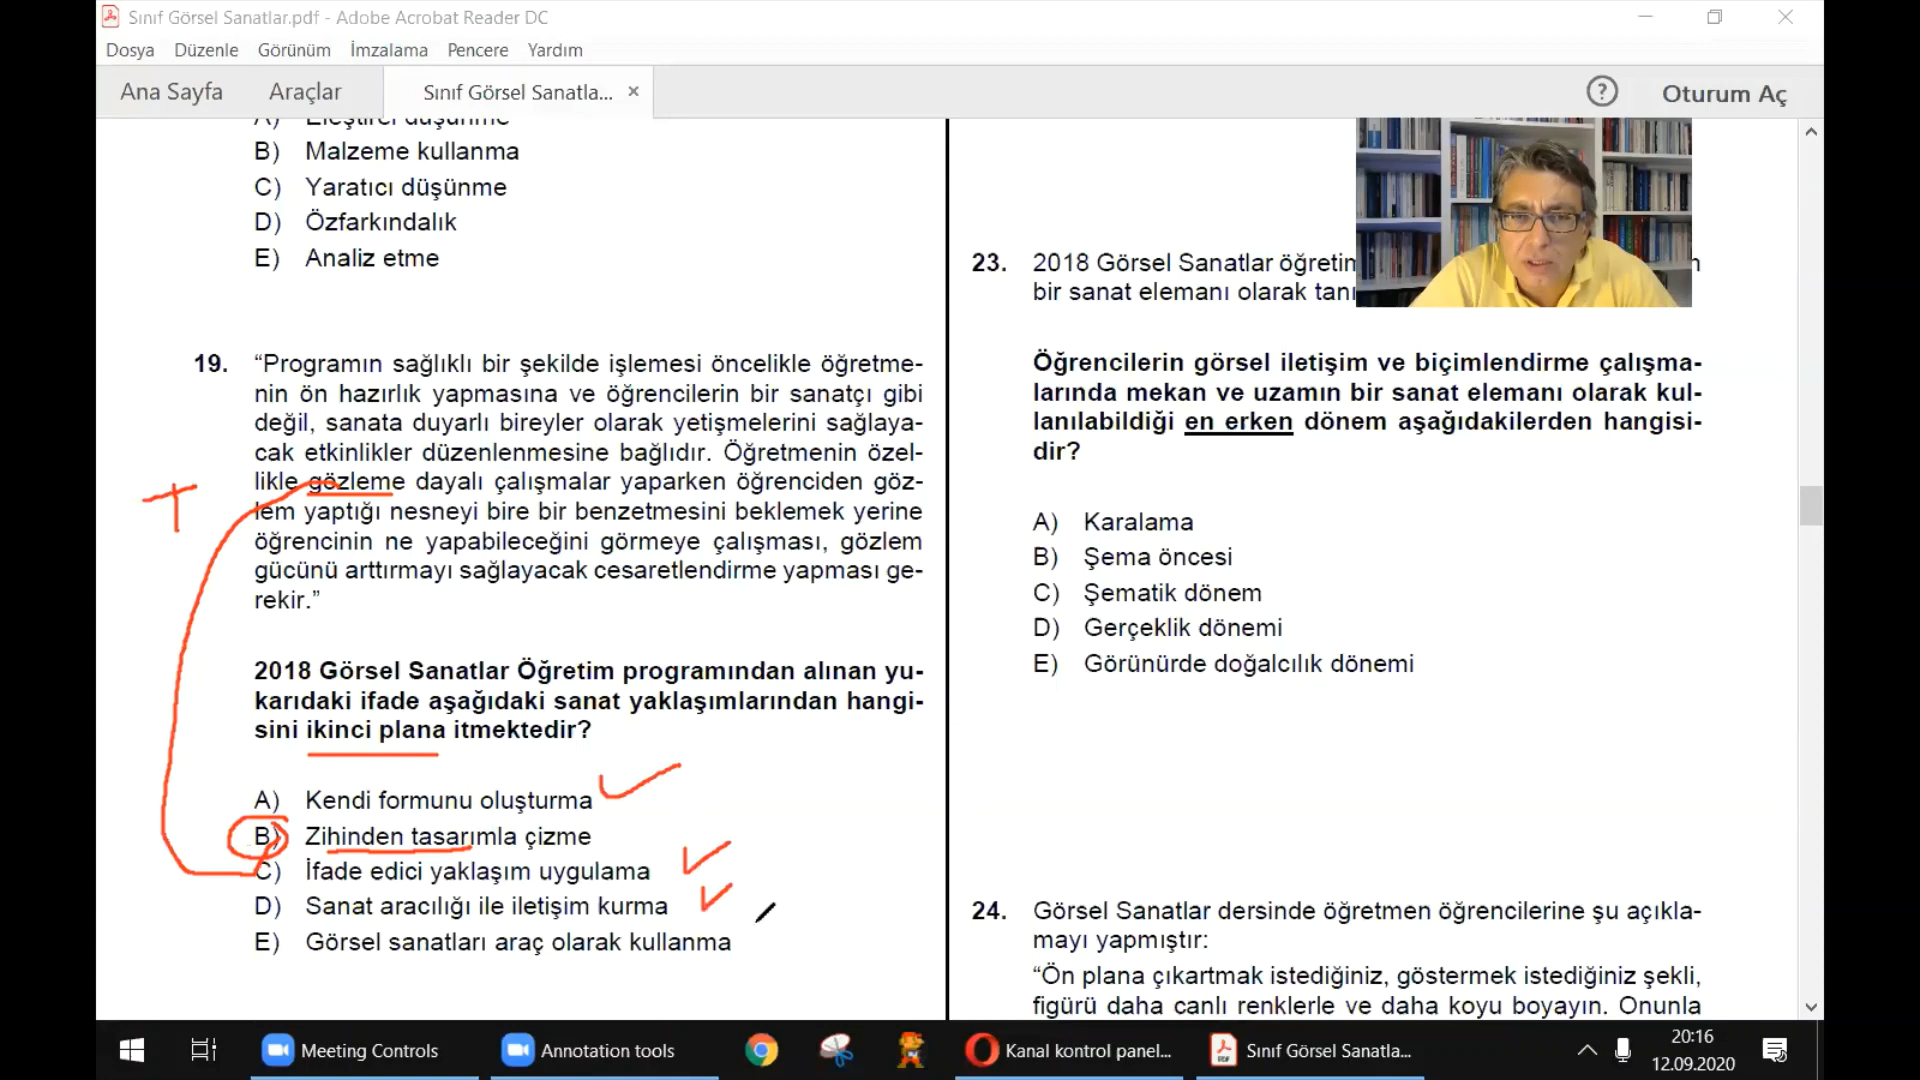 Sınıf Görsel Sanatlar.pdf - Adobe Acrobat Reader DC
Dosya Düzenle Görünüm İmzalama Pencere Yardım
Ana Sayfa Araçlar Sınıf Görsel Sanatla... × ? Oturum Aç
A) Eleştirel düşünme
B) Malzeme kullanma
C) Yaratıcı düşünme
D) Özfarkındalık
E) Analiz etme
19. “Programın sağlıklı bir şekilde işlemesi öncelikle öğretme-
nin ön hazırlık yapmasına ve öğrencilerin bir sanatçı gibi
değil, sanata duyarlı bireyler olarak yetişmelerini sağlaya-
cak etkinlikler düzenlenmesine bağlıdır. Öğretmenin özel-
likle gözleme dayalı çalışmalar yaparken öğrenciden göz-
lem yaptığı nesneyi bire bir benzetmesini beklemek yerine
öğrencinin ne yapabileceğini görmeye çalışması, gözlem
gücünü arttırmayı sağlayacak cesaretlendirme yapması ge-
rekir.”
2018 Görsel Sanatlar Öğretim programından alınan yu-
karıdaki ifade aşağıdaki sanat yaklaşımlarından hangi-
sini ikinci plana itmektedir?
A) Kendi formunu oluşturma
B) Zihinden tasarımla çizme
C) İfade edici yaklaşım uygulama
D) Sanat aracılığı ile iletişim kurma
E) Görsel sanatları araç olarak kullanma
23. 2018 Görsel Sanatlar öğretim
bir sanat elemanı olarak
Öğrencilerin görsel iletişim ve biçimlendirme çalışma-
larında mekan ve uzamın bir sanat elemanı olarak kul-
lanılabildiği en erken dönem aşağıdakilerden hangisi-
dir?
A) Karalama
B) Şema öncesi
C) Şematik dönem
D) Gerçeklik dönemi
E) Görünürde doğalcılık dönemi
24. Görsel Sanatlar dersinde öğretmen öğrencilerine şu açıkla-
mayı yapmıştır:
“Ön plana çıkartmak istediğiniz, göstermek istediğiniz şekli,
figürü daha canlı renklerle ve daha koyu boyayın. Onunla
Meeting Controls Annotation tools Kanal kontrol panel... Sınıf Görsel Sanatla... 20:16
12.09.2020